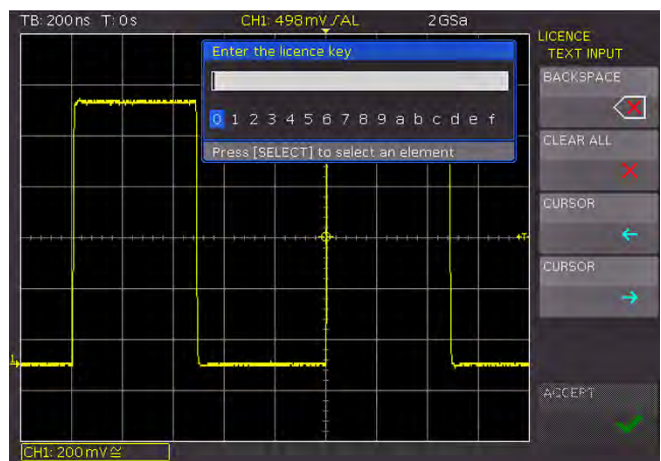 TB: 200ns T: 0s CH1: 498mV / AL 2GSa
LICENCE
TEXT INPUT
Enter the licence key
0 1 2 3 4 5 6 7 8 9 a b c d e f
Press [SELECT] to select an element
BACKSPACE
CLEAR ALL
CURSOR
CURSOR
T
1
ACCEPT
CH1: 200mV≅